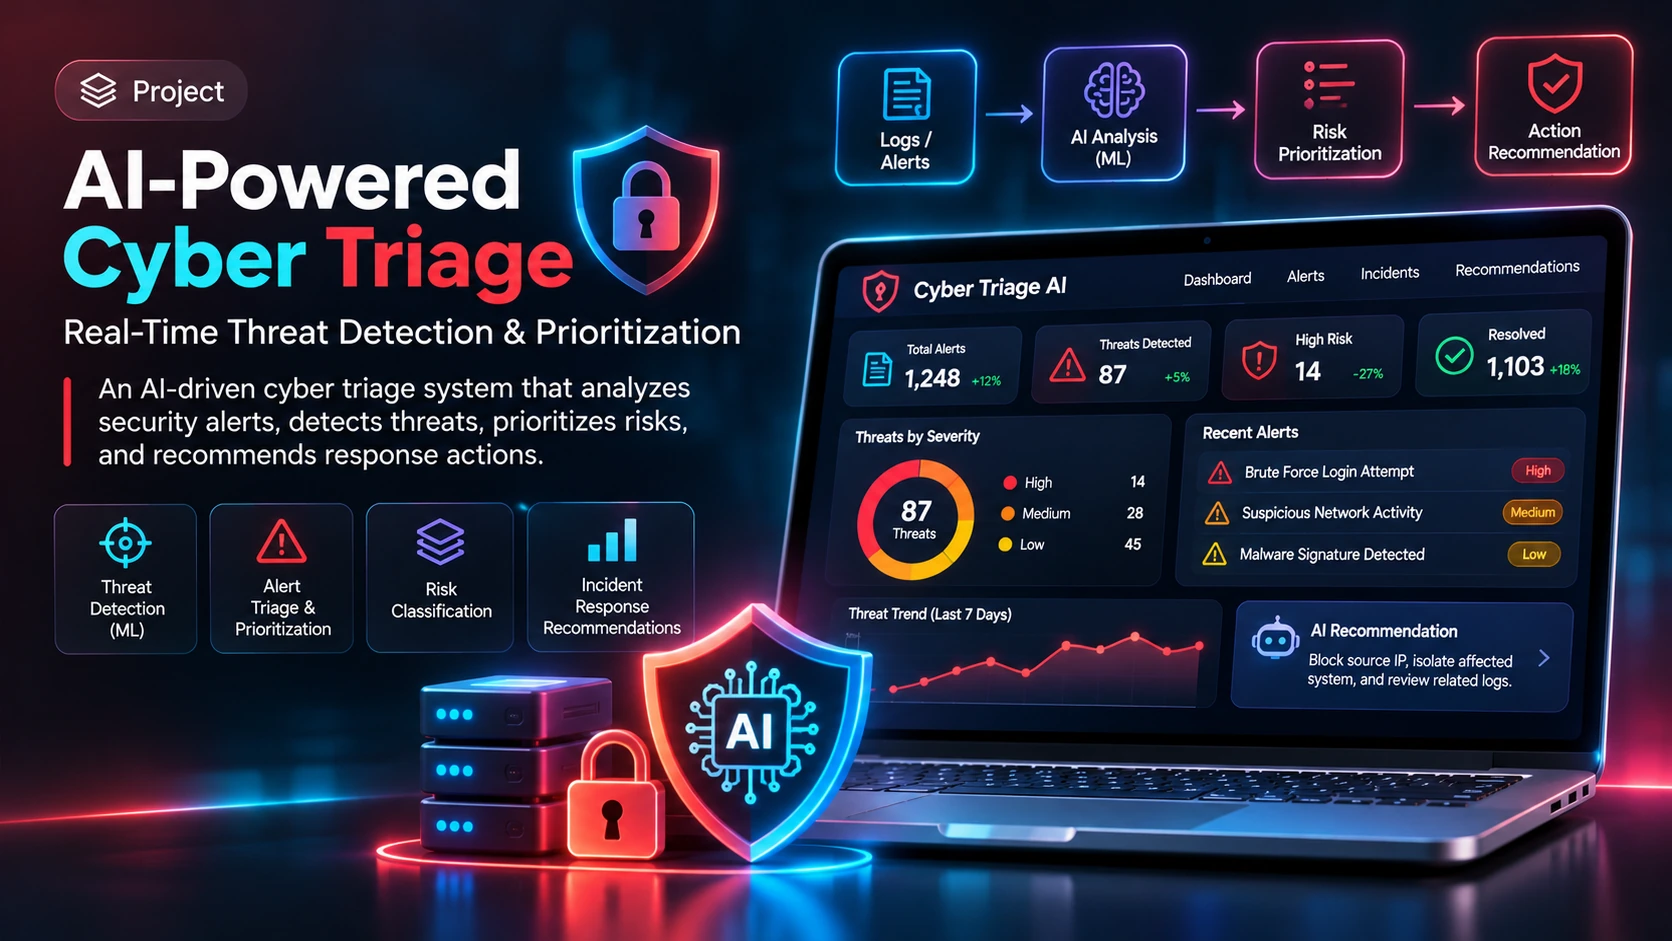 Project
AI-Powered
Cyber Triage
Real-Time Threat Detection & Prioritization
An AI-driven cyber triage system that analyzes
security alerts, detects threats, prioritizes risks,
and recommends response actions.
Threat
Detection
(ML)
Alert
Triage &
Prioritization
Risk
Classification
Incident
Response
Recommendations
Logs /
Alerts
AI Analysis
(ML)
Risk
Prioritization
Action
Recommendation
Cyber Triage AI
Dashboard
Alerts
Incidents
Recommendations
Total Alerts
1,248 +12%
Threats Detected
87 +5%
High Risk
14 -27%
Resolved
1,103 +18%
Threats by Severity
87
Threats
High 14
Medium 28
Low 45
Recent Alerts
Brute Force Login Attempt High
Suspicious Network Activity Medium
Malware Signature Detected Low
Threat Trend (Last 7 Days)
AI Recommendation
Block source IP, isolate affected
system, and review related logs.
AI